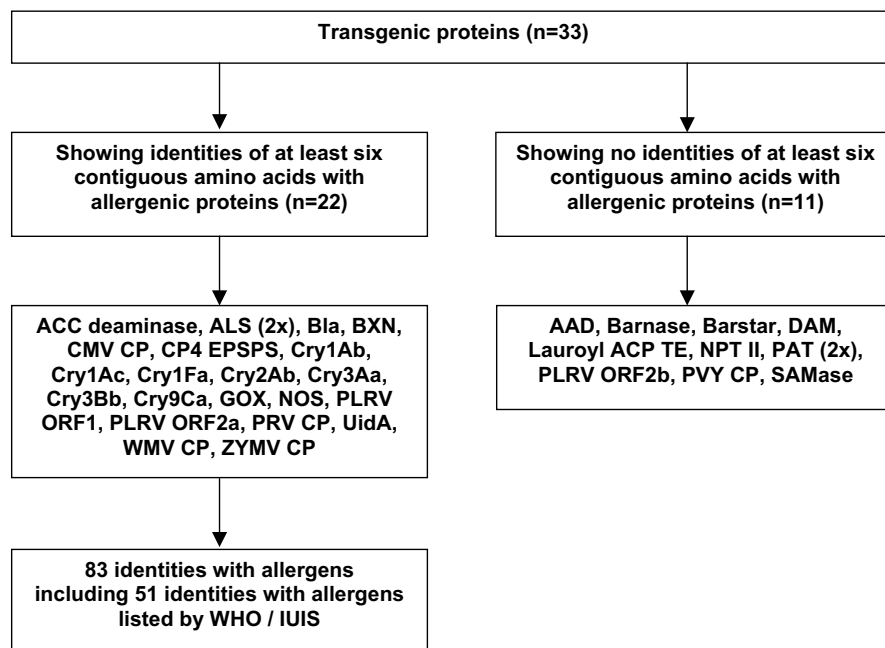 Transgenic proteins (n=33)
Showing identities of at least six
contiguous amino acids with
allergenic proteins (n=22)
Showing no identities of at least six
contiguous amino acids with
allergenic proteins (n=11)
ACC deaminase, ALS (2x), Bla, BXN,
CMV CP, CP4 EPSPS, Cry1Ab,
Cry1Ac, Cry1Fa, Cry2Ab, Cry3Aa,
Cry3Bb, Cry9Ca, GOX, NOS, PLRV
ORF1, PLRV ORF2a, PRV CP, UidA,
WMV CP, ZYMV CP
AAD, Barnase, Barstar, DAM,
Lauroyl ACP TE, NPT II, PAT (2x),
PLRV ORF2b, PVY CP, SAMase
83 identities with allergens
including 51 identities with allergens
listed by WHO / IUIS